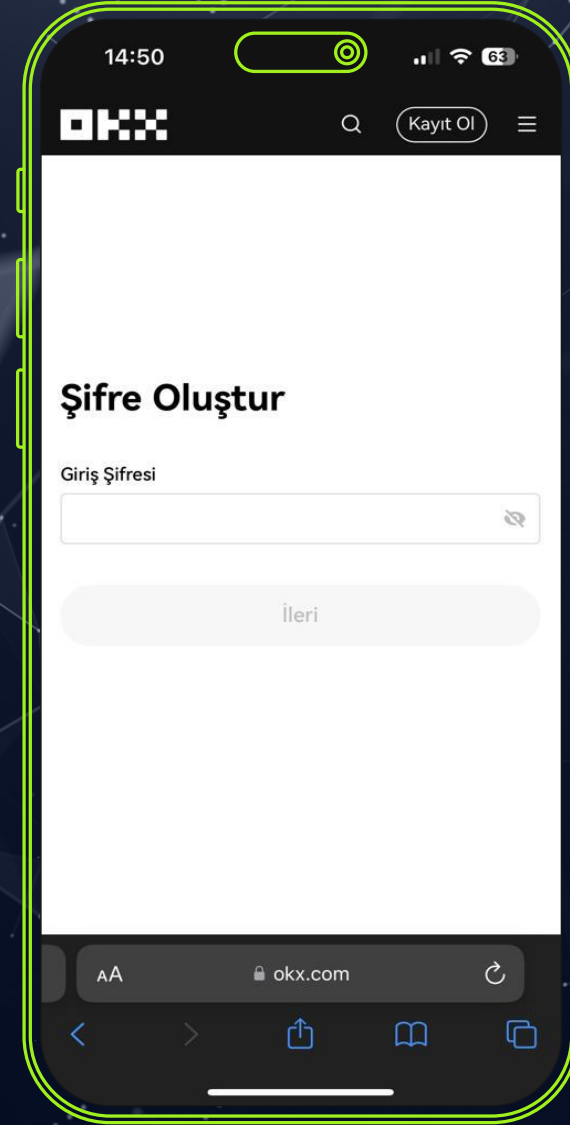 14:50
63
OKX
Kayıt Ol
Şifre Oluştur
Giriş Şifresi
İleri
AA
okx.com